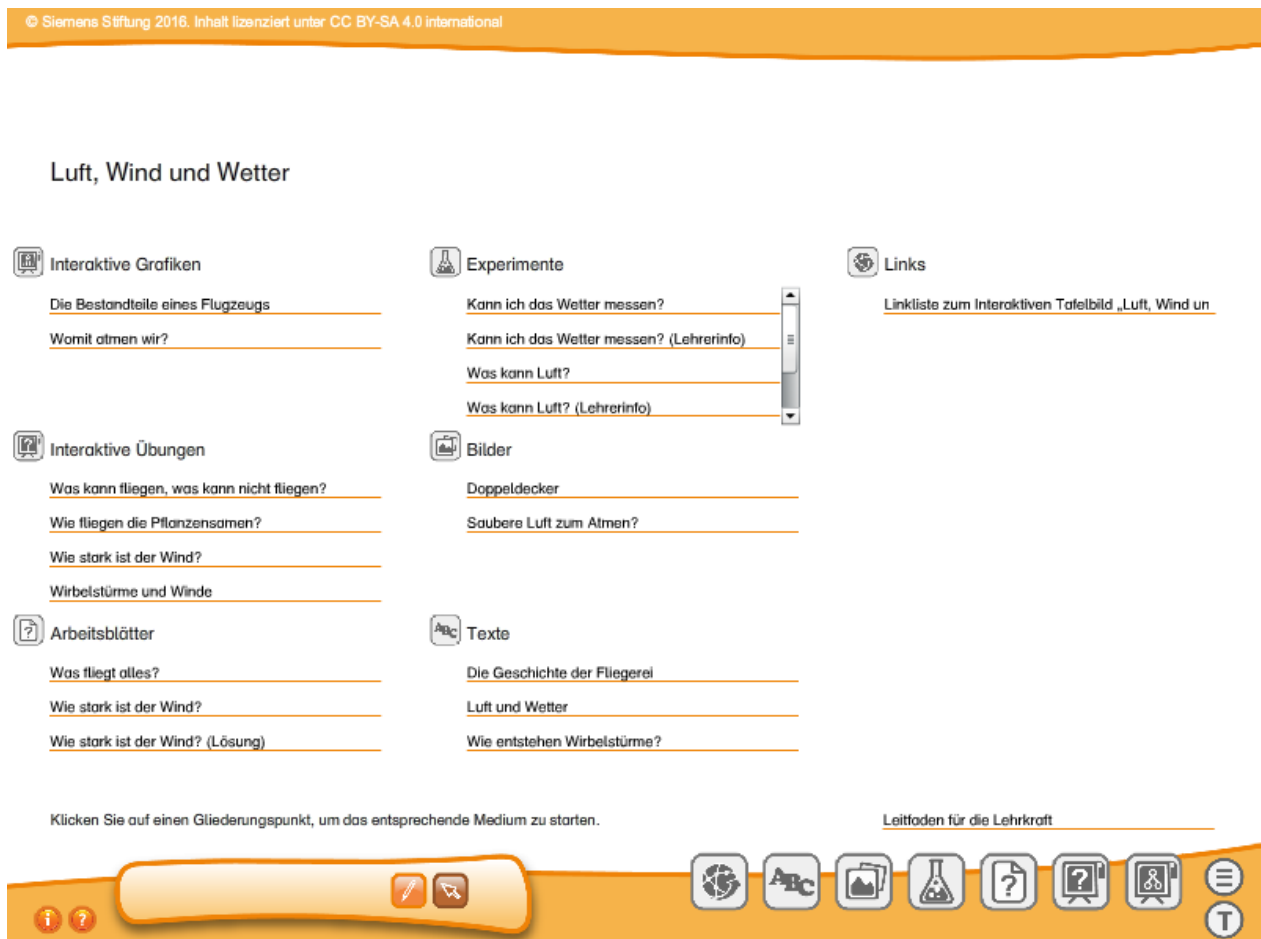 © Siemens Stiftung 2016. Inhalt lizenziert unter CC BY-SA 4.0 international
Luft, Wind und Wetter
Interaktive Grafiken
Die Bestandteile eines Flugzeugs
Womit atmen wir?
Experimente
Kann ich das Wetter messen?
Kann ich das Wetter messen? (Lehrerinfo)
Was kann Luft?
Was kann Luft? (Lehrerinfo)
Links
Linkliste zum Interaktiven Tafelbild „Luft, Wind un
Interaktive Übungen
Was kann fliegen, was kann nicht fliegen?
Wie fliegen die Pflanzensamen?
Wie stark ist der Wind?
Wirbelstürme und Winde
Bilder
Doppeldecker
Saubere Luft zum Atmen?
Arbeitsblätter
Was fliegt alles?
Wie stark ist der Wind?
Wie stark ist der Wind? (Lösung)
ABC
Texte
Die Geschichte der Fliegerei
Luft und Wetter
Wie entstehen Wirbelstürme?
Klicken Sie auf einen Gliederungspunkt, um das entsprechende Medium zu starten.
Leitfaden für die Lehrkraft
ABC
T